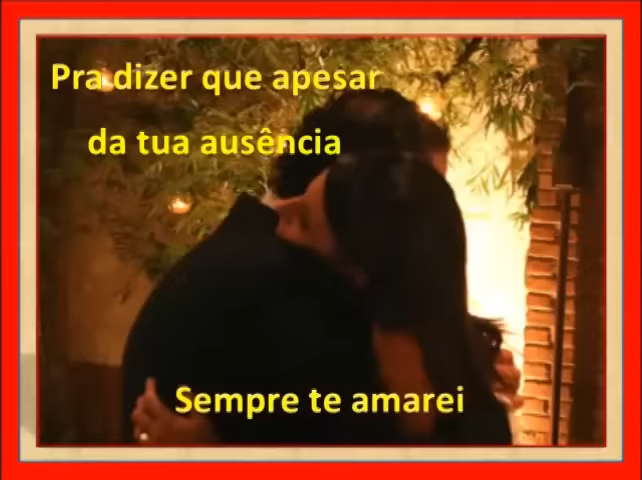 Pra dizer que apesar
da tua ausência
Sempre te amarei